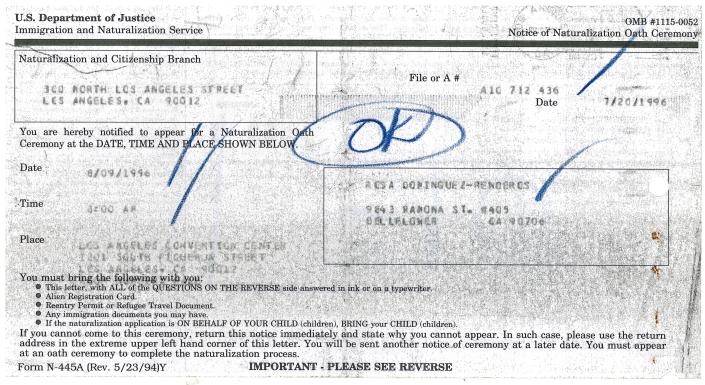 U.S. Department of Justice
Immigration and Naturalization Service
OMB #1115-0052
Notice of Naturalization Oath Ceremony
Naturalization and Citizenship Branch
300 NORTH LOS ANGELES STREET
LOS ANGELES, CA 90012
File or A #
A10 712 436
Date 7/20/1996
You are hereby notified to appear for a Naturalization Oath
Ceremony at the DATE, TIME AND PLACE SHOWN BELOW
OK
Date 8/09/1996
Time 8:00 AM
Place LOS ANGELES CONVENTION CENTER
1201 SOUTH FIGUEROA STREET
LOS ANGELES, CA
ROSA DOMINGUEZ-RENDEROS
9843 RAMONA ST. #405
BELLFLOWER CA 90706
You must bring the following with you:
● This letter, with ALL of the QUESTIONS ON THE REVERSE side answered in ink or on a typewriter.
● Alien Registration Card.
● Reentry Permit or Refugee Travel Document.
● Any immigration documents you may have.
● If the naturalization application is ON BEHALF OF YOUR CHILD (children), BRING your CHILD (children).
If you cannot come to this ceremony, return this notice immediately and state why you cannot appear. In such case, please use the return
address in the extreme upper left hand corner of this letter. You will be sent another notice of ceremony at a later date. You must appear
at an oath ceremony to complete the naturalization process.
Form N-445A (Rev. 5/23/94)Y
IMPORTANT - PLEASE SEE REVERSE